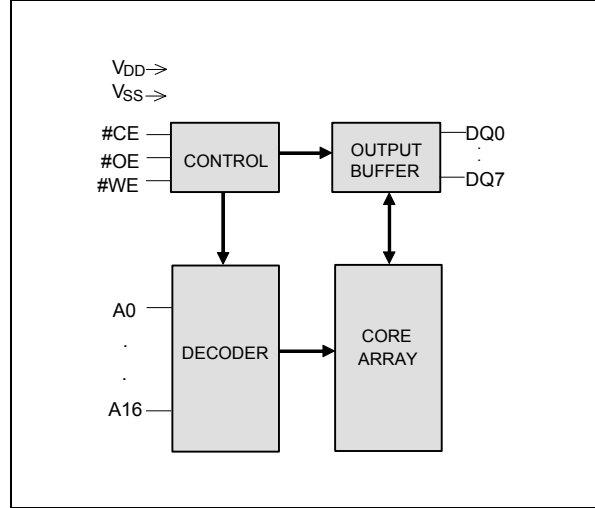 VDD
VSS
#CE
#OE
#WE
CONTROL
OUTPUT
BUFFER
DQ0
.
.
DQ7
A0
.
.
A16
DECODER
CORE
ARRAY